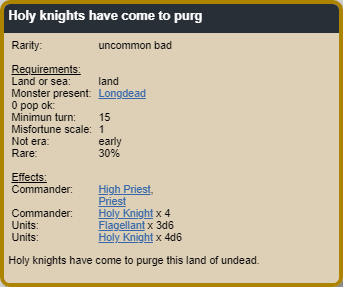 Holy knights have come to purg
Rarity: uncommon bad
Requirements:
Land or sea: land
Monster present: Longdead
0 pop ok:
Minimun turn: 15
Misfortune scale: 1
Not era: early
Rare: 30%
Effects:
Commander: High Priest,
Priest
Commander: Holy Knight x 4
Units: Flagellant x 3d6
Units: Holy Knight x 4d6
Holy knights have come to purge this land of undead.